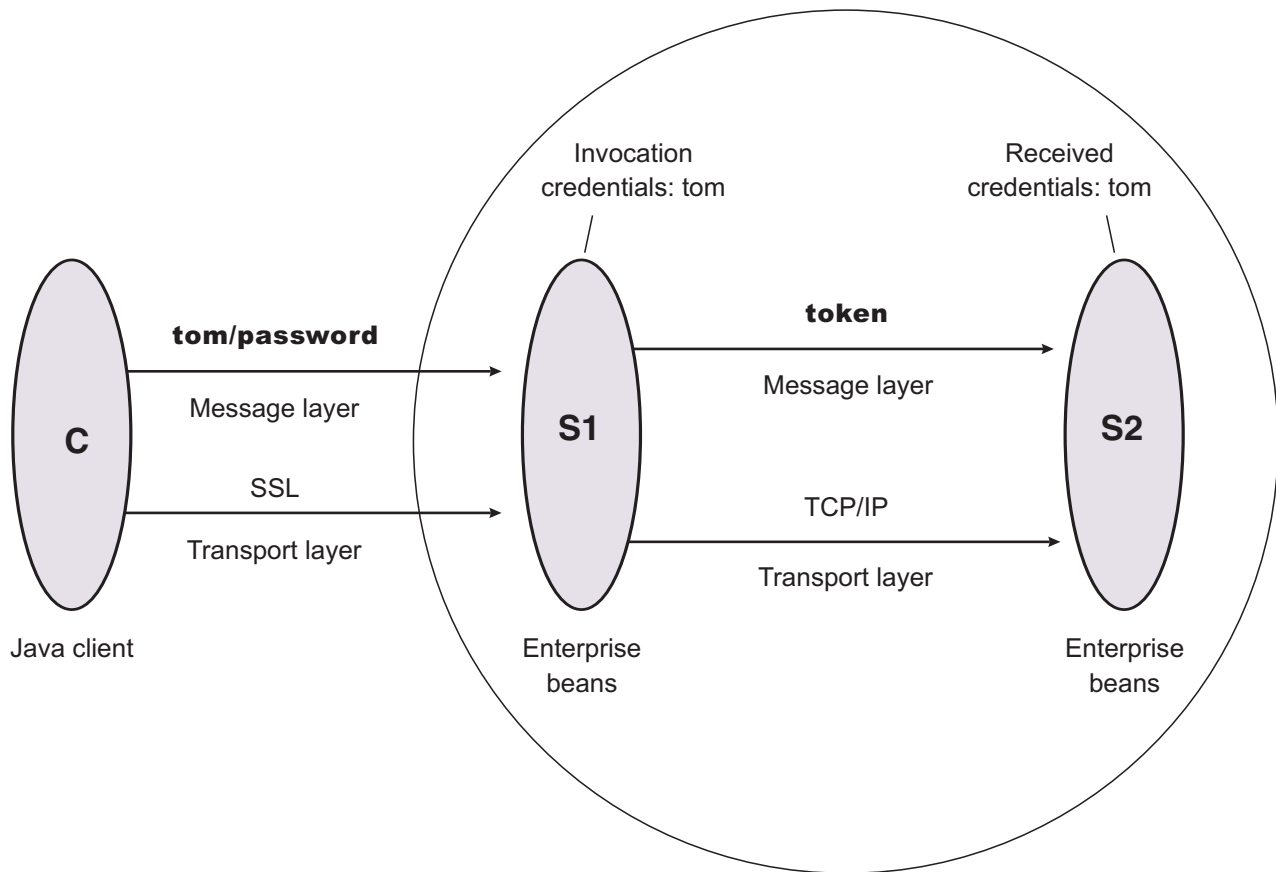 Invocation
credentials: tom
Received
credentials: tom
tom/password
Message layer
token
Message layer
C
S1
S2
SSL
Transport layer
TCP/IP
Transport layer
Java client
Enterprise
beans
Enterprise
beans